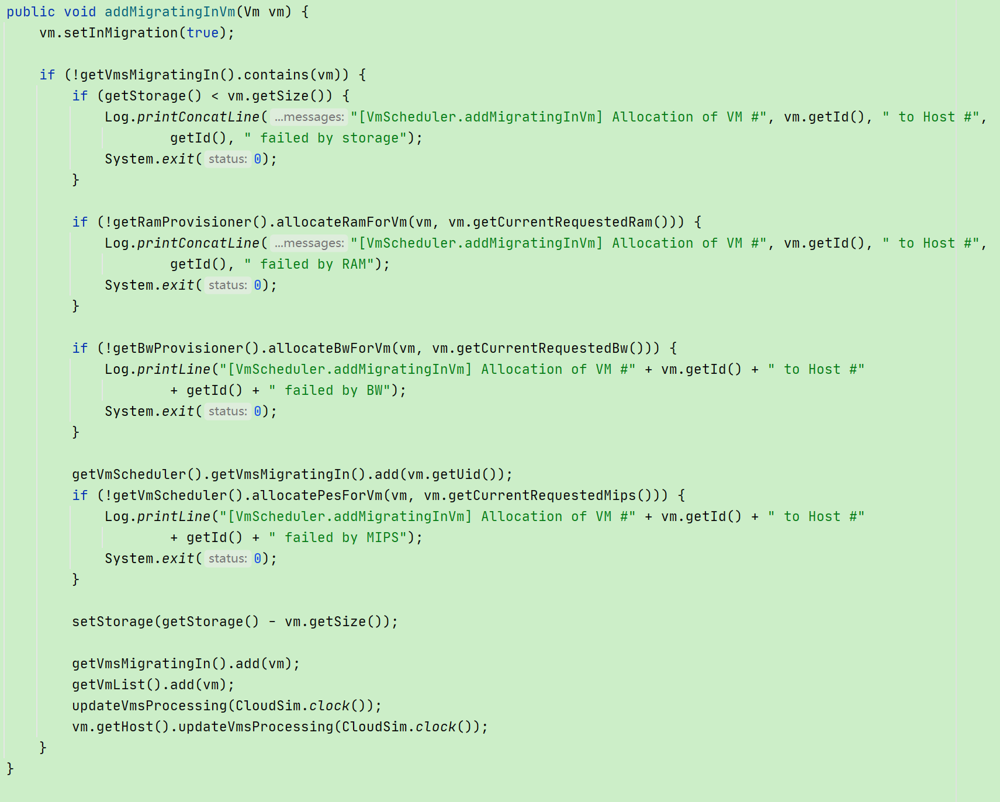 public void addMigratingInVm(Vm vm) {
    vm.setInMigration(true);

    if (!getVmsMigratingIn().contains(vm)) {
        if (getStorage() < vm.getSize()) {
            Log.printConcatLine( ...messages: "[VmScheduler.addMigratingInVm] Allocation of VM #", vm.getId(), " to Host #",
                    getId(), " failed by storage");
            System.exit( status: 0);
        }

        if (!getRamProvisioner().allocateRamForVm(vm, vm.getCurrentRequestedRam())) {
            Log.printConcatLine( ...messages: "[VmScheduler.addMigratingInVm] Allocation of VM #", vm.getId(), " to Host #",
                    getId(), " failed by RAM");
            System.exit( status: 0);
        }

        if (!getBwProvisioner().allocateBwForVm(vm, vm.getCurrentRequestedBw())) {
            Log.printLine("[VmScheduler.addMigratingInVm] Allocation of VM #" + vm.getId() + " to Host #"
                    + getId() + " failed by BW");
            System.exit( status: 0);
        }

        getVmScheduler().getVmsMigratingIn().add(vm.getUid());
        if (!getVmScheduler().allocatePesForVm(vm, vm.getCurrentRequestedMips())) {
            Log.printLine("[VmScheduler.addMigratingInVm] Allocation of VM #" + vm.getId() + " to Host #"
                    + getId() + " failed by MIPS");
            System.exit( status: 0);
        }

        setStorage(getStorage() - vm.getSize());

        getVmsMigratingIn().add(vm);
        getVmList().add(vm);
        updateVmsProcessing(CloudSim.clock());
        vm.getHost().updateVmsProcessing(CloudSim.clock());
    }
}